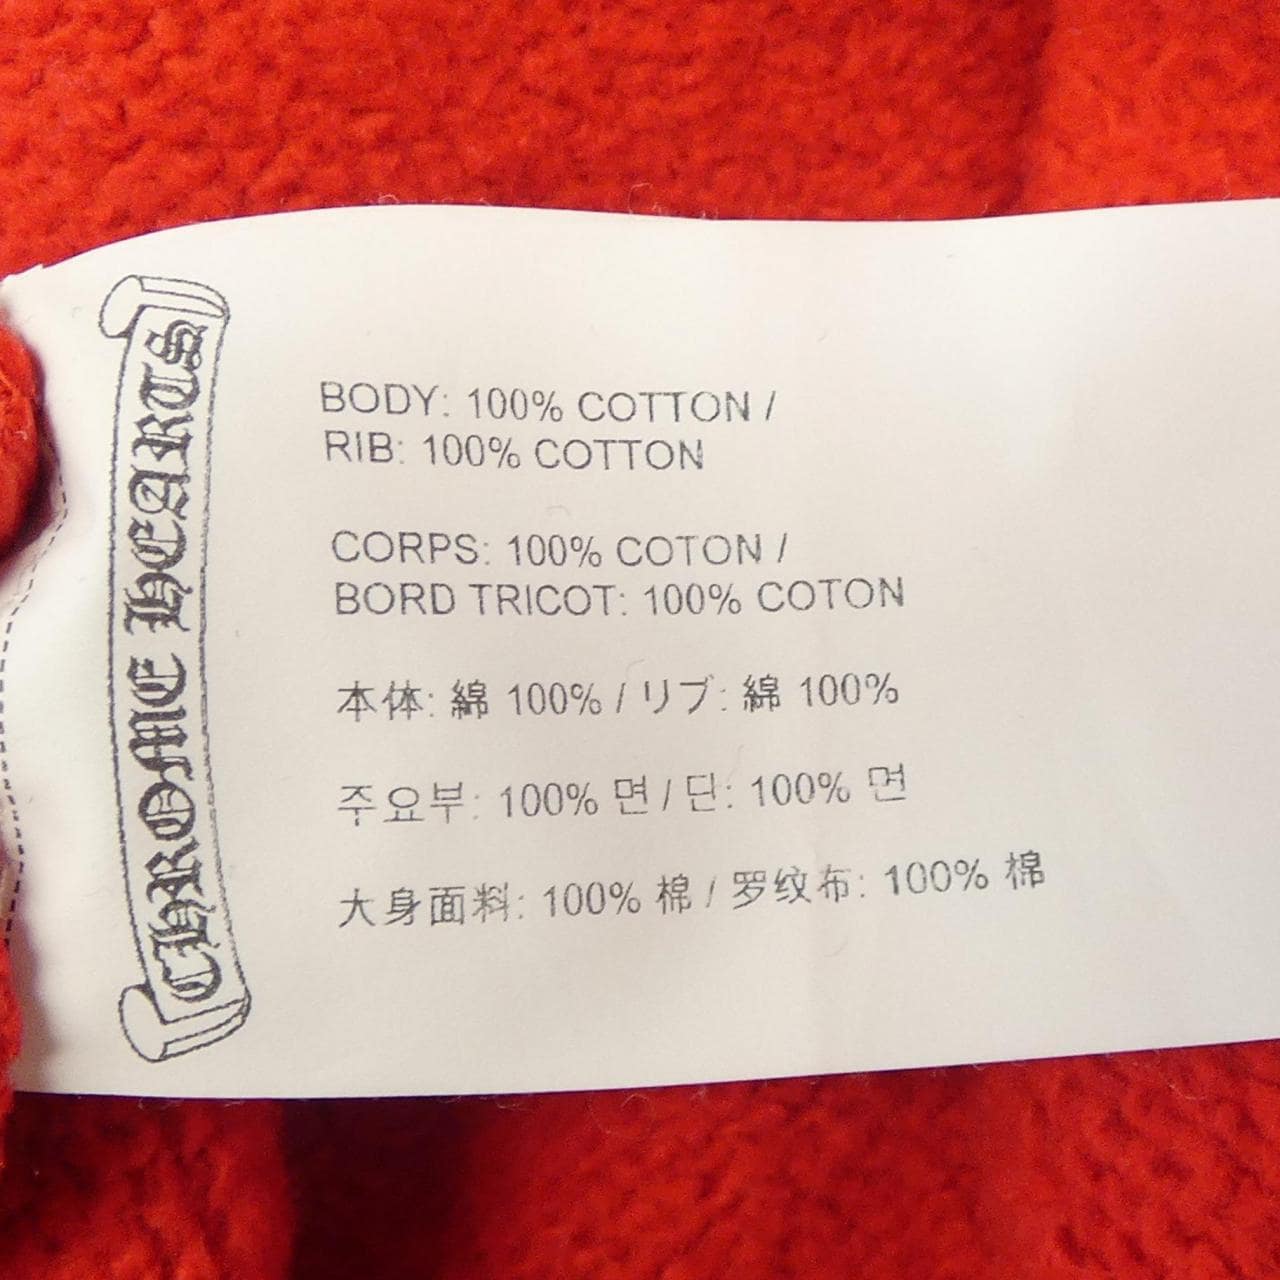 CHROME HEARTS
BODY: 100% COTTON /
RIB: 100% COTTON
CORPS: 100% COTON /
BORD TRICOT: 100% COTON
本体: 綿 100% / リブ: 綿 100%
주요부: 100% 면 / 단: 100% 면
大身面料: 100% 棉 / 罗纹布: 100% 棉